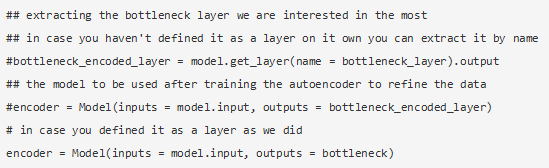 ## extracting the bottleneck layer we are interested in the most
## in case you haven't defined it as a layer on it own you can extract it by name
#bottleneck_encoded_layer = model.get_layer(name = bottleneck_layer).output
## the model to be used after training the autoencoder to refine the data
#encoder = Model(inputs = model.input, outputs = bottleneck_encoded_layer)
# in case you defined it as a layer as we did
encoder = Model(inputs = model.input, outputs = bottleneck)